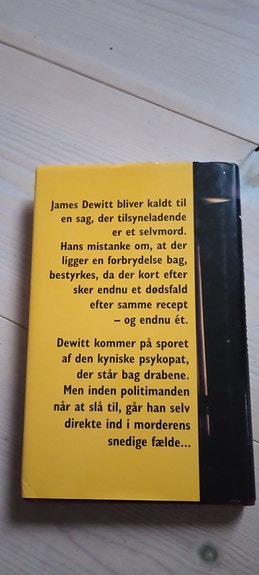 James Dewitt bliver kaldt til
en sag, der tilsyneladende
er et selvmord.
Hans mistanke om, at der
ligger en forbrydelse bag,
bestyrkes, da der kort efter
sker endnu et dødsfald
efter samme recept
– og endnu ét.
Dewitt kommer på sporet
af den kyniske psykopat,
der står bag drabene.
Men inden politimanden
når at slå til, går han selv
direkte ind i morderens
snedige fælde...